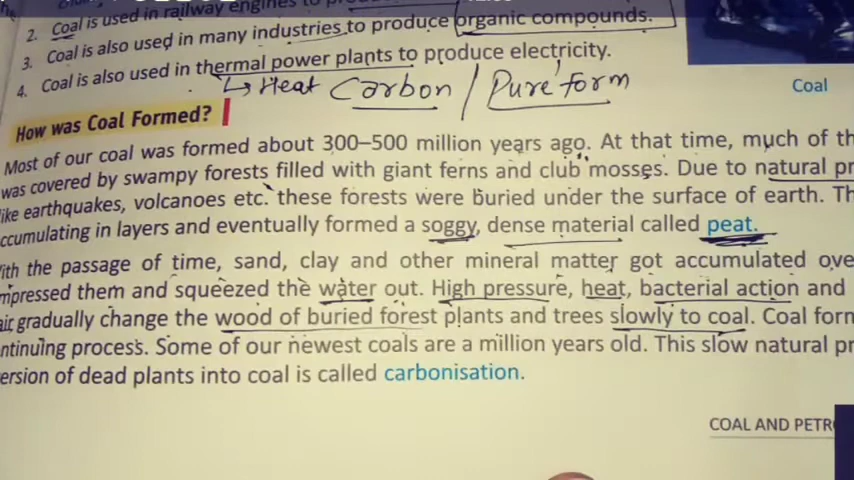 2. Coal is used in railway engines to
3. Coal is also used in many industries to produce organic compounds.
4. Coal is also used in thermal power plants to produce electricity.
↳ Heat Carbon / Pure form
Coal
How was Coal Formed?
Most of our coal was formed about 300–500 million years ago. At that time, much of th
was covered by swampy forests filled with giant ferns and club mosses. Due to natural pr
like earthquakes, volcanoes etc. these forests were buried under the surface of earth. Th
ccumulating in layers and eventually formed a soggy, dense material called peat.
ith the passage of time, sand, clay and other mineral matter got accumulated ove
mpressed them and squeezed the water out. High pressure, heat, bacterial action and
air gradually change the wood of buried forest plants and trees slowly to coal. Coal form
ntinuing process. Some of our newest coals are a million years old. This slow natural pr
ersion of dead plants into coal is called carbonisation.
COAL AND PETR